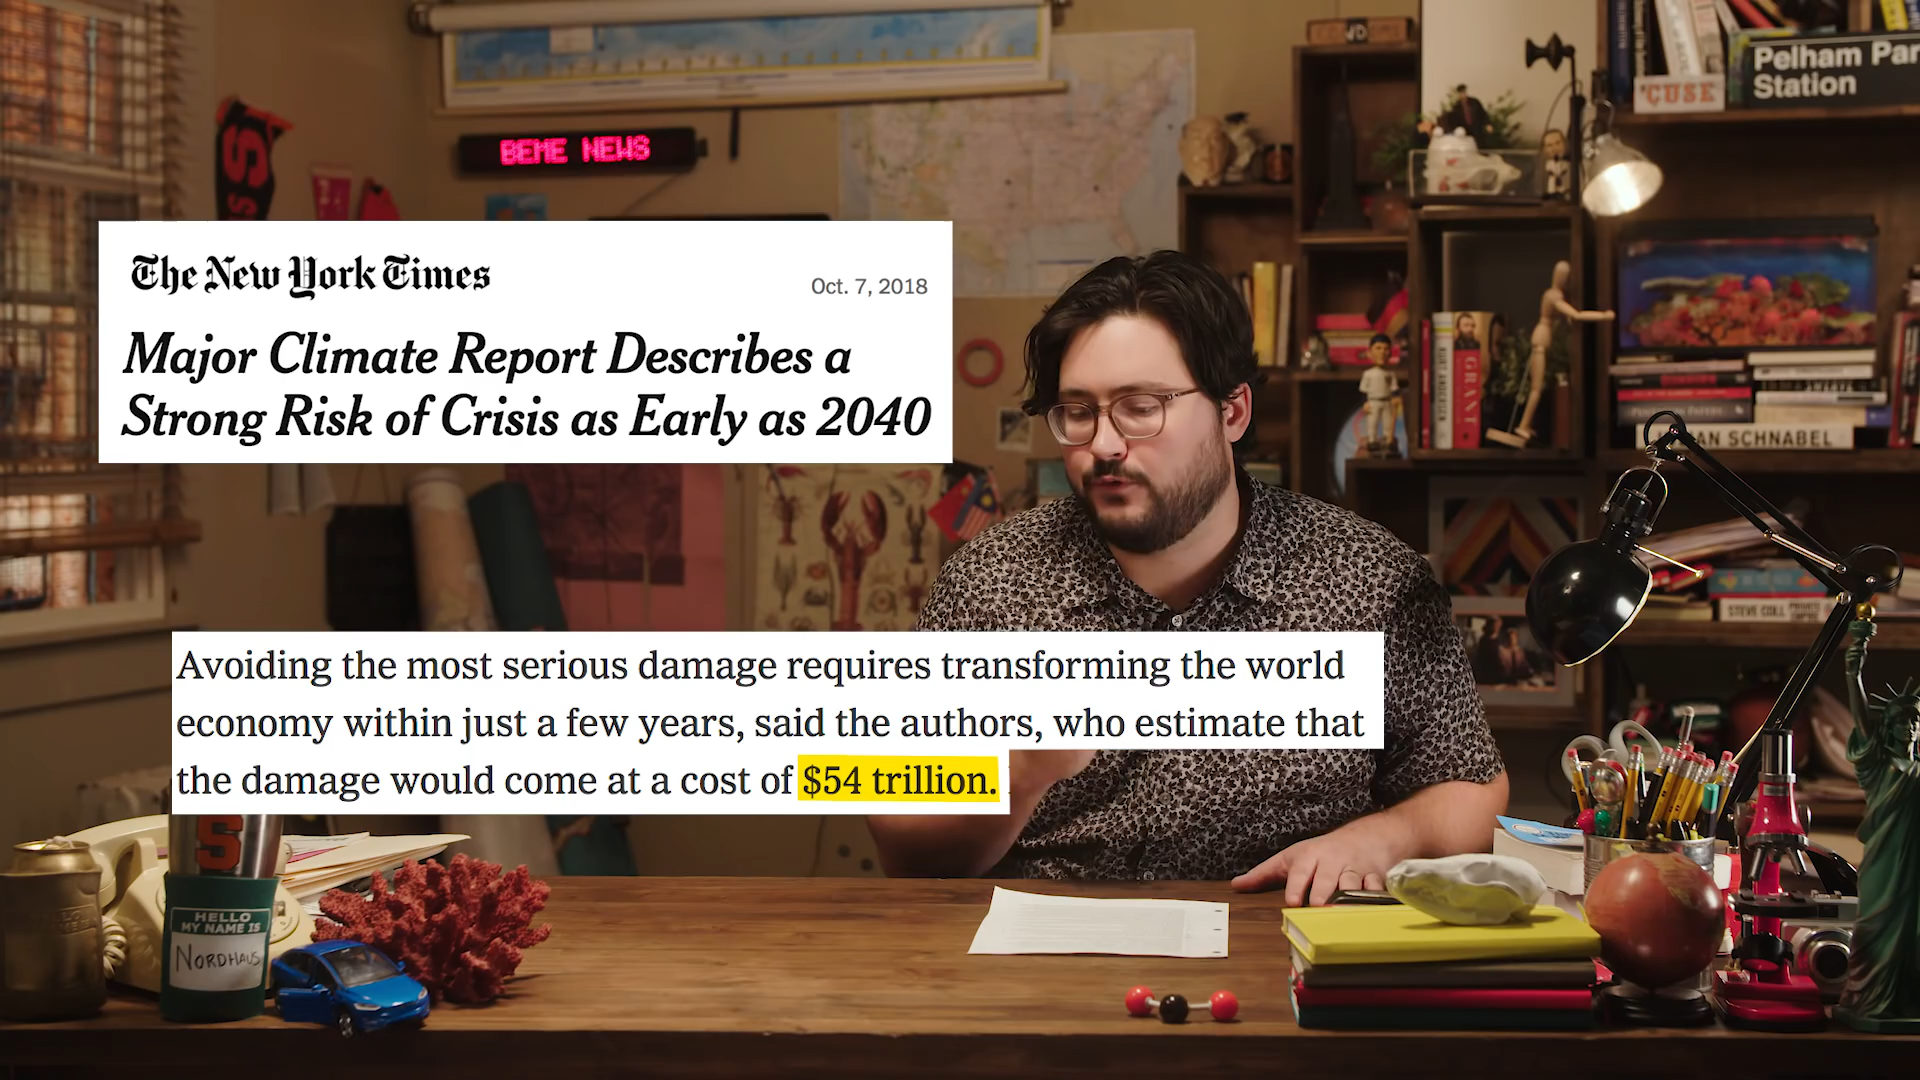 BEME NEWS
Pelham Par
Station
'CUSE
S
The New York Times
Oct. 7, 2018
Major Climate Report Describes a
Strong Risk of Crisis as Early as 2040
GRANT
AN SCHNABEL
STEVE COLL
Avoiding the most serious damage requires transforming the world
economy within just a few years, said the authors, who estimate that
the damage would come at a cost of $54 trillion.
S
HELLO
MY NAME IS
NORDHAUS